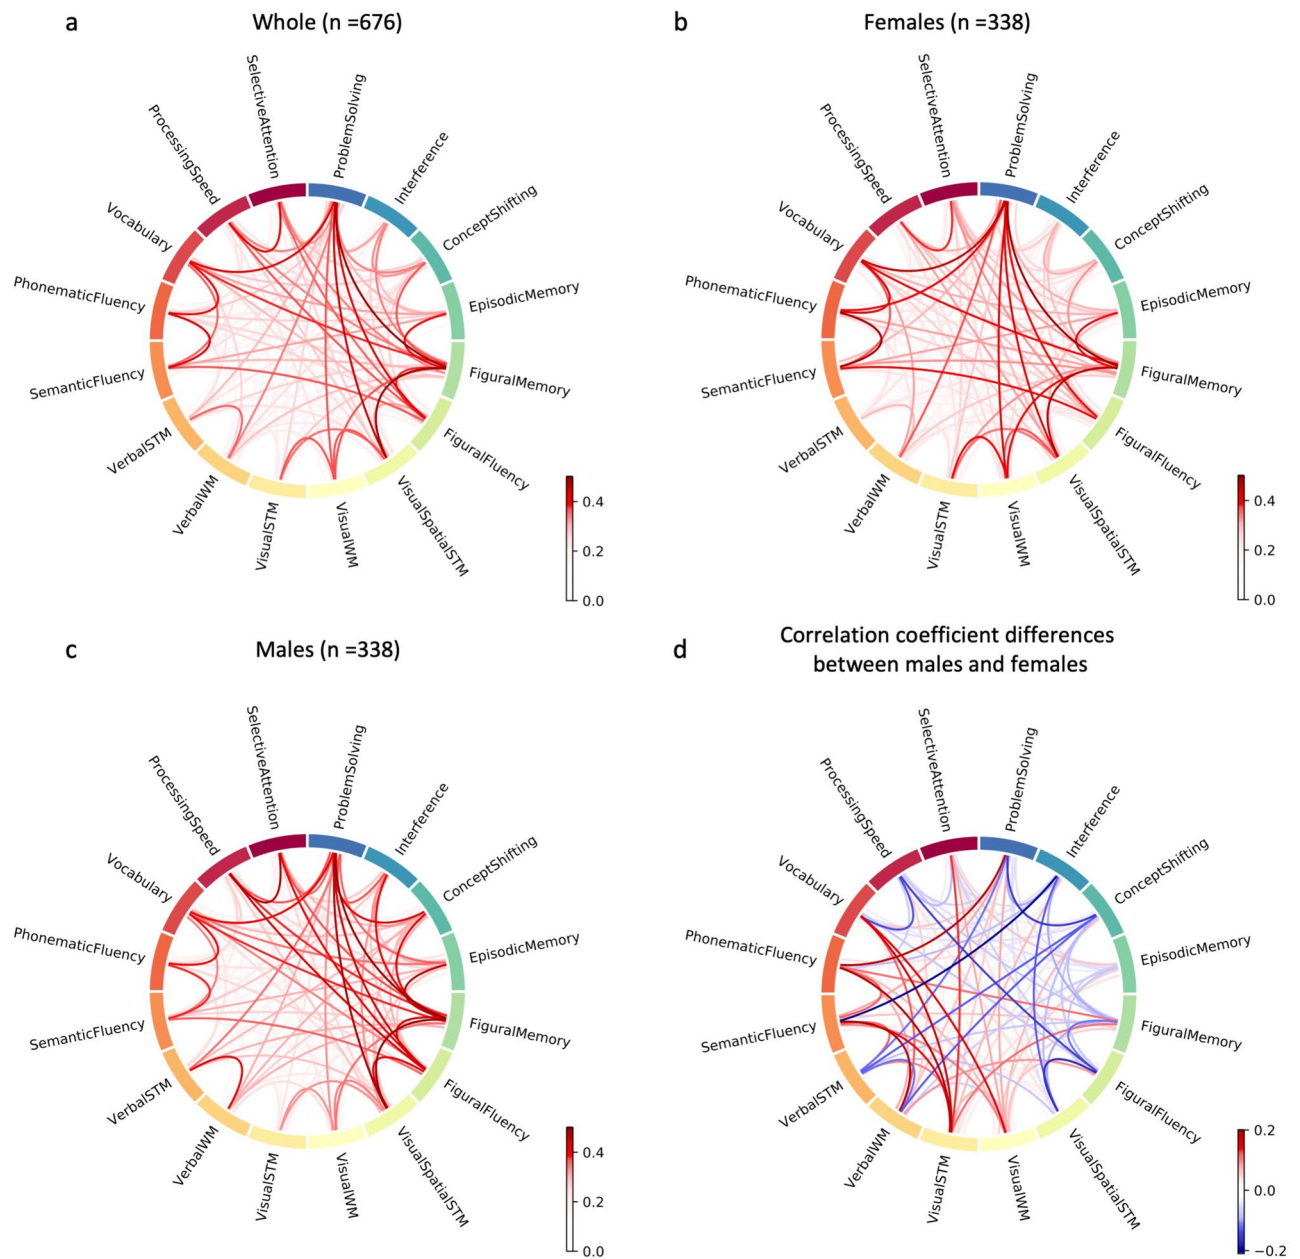 a
Whole (n =676)
SelectiveAttention
ProblemSolving
ProcessingSpeed
Interference
Vocabulary
ConceptShifting
PhonematicFluency
EpisodicMemory
SemanticFluency
FiguralMemory
VerbalSTM
FiguralFluency
VerbalWM
VisualSTM
VisualWM
VisualSpatialSTM
0.4
0.2
0.0
b
Females (n =338)
SelectiveAttention
ProblemSolving
ProcessingSpeed
Interference
Vocabulary
ConceptShifting
PhonematicFluency
EpisodicMemory
SemanticFluency
FiguralMemory
VerbalSTM
FiguralFluency
VerbalWM
VisualSTM
VisualWM
VisualSpatialSTM
0.4
0.2
0.0
c
Males (n =338)
SelectiveAttention
ProblemSolving
ProcessingSpeed
Interference
Vocabulary
ConceptShifting
PhonematicFluency
EpisodicMemory
SemanticFluency
FiguralMemory
VerbalSTM
FiguralFluency
VerbalWM
VisualSTM
VisualWM
VisualSpatialSTM
0.4
0.2
0.0
d
Correlation coefficient differences
between males and females
SelectiveAttention
ProblemSolving
ProcessingSpeed
Interference
Vocabulary
ConceptShifting
PhonematicFluency
EpisodicMemory
SemanticFluency
FiguralMemory
VerbalSTM
FiguralFluency
VerbalWM
VisualSTM
VisualWM
VisualSpatialSTM
0.2
0.0
−0.2